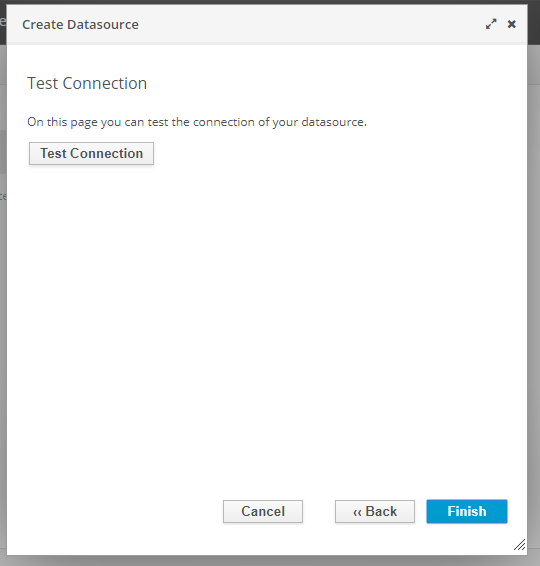 Create Datasource
Test Connection
On this page you can test the connection of your datasource.
Test Connection
Cancel
‹‹ Back
Finish